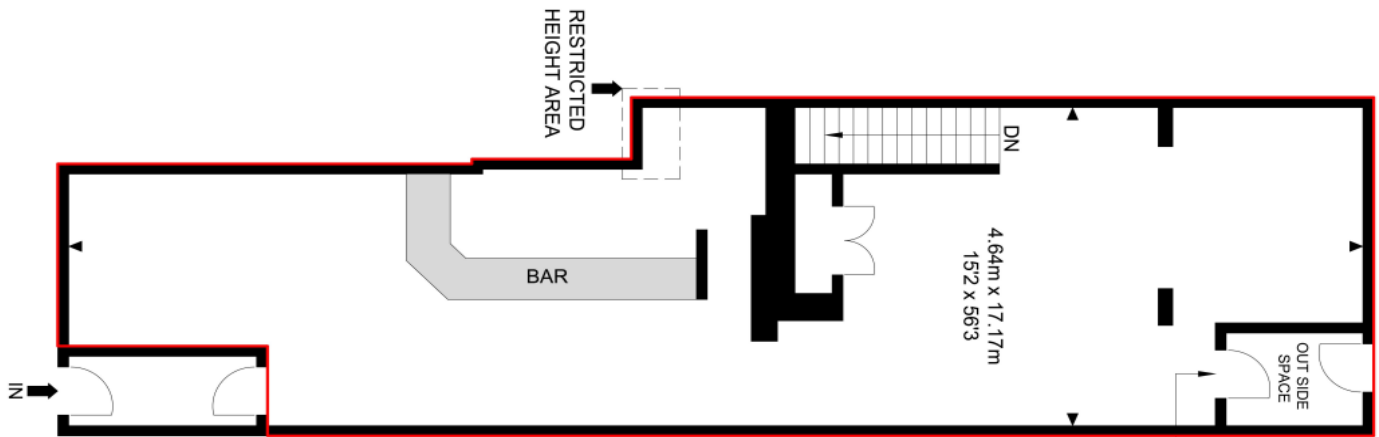 RESTRICTED
HEIGHT AREA
DN
4.64m x 17.17m
15'2 x 56'3
BAR
OUT SIDE
SPACE
IN